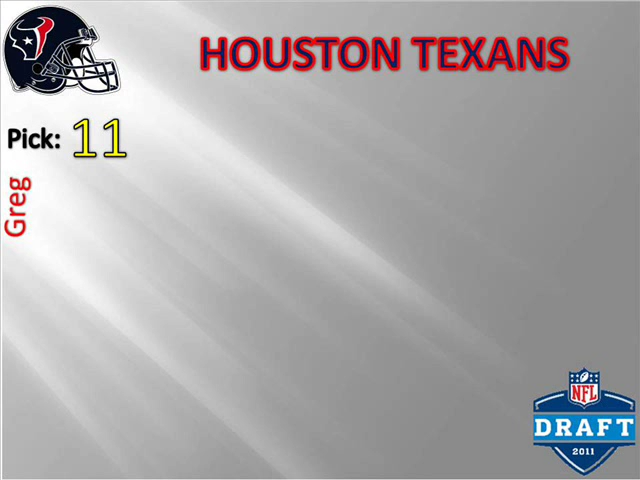 HOUSTON TEXANS
Pick: 11
Greg
NFL
DRAFT
2011